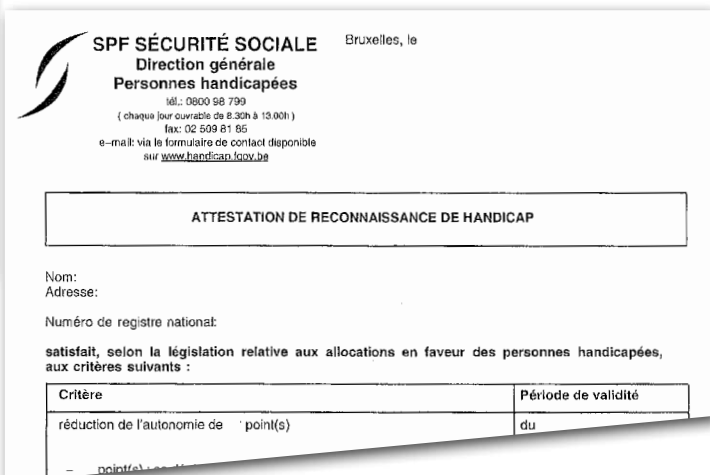 SPF SÉCURITÉ SOCIALE
Direction générale
Personnes handicapées
tél.: 0800 98 799
( chaque jour ouvrable de 8.30h à 13.00h )
fax: 02 509 81 85
e-mail: via le formulaire de contact disponible
sur www.handicap.fgov.be
Bruxelles, le
ATTESTATION DE RECONNAISSANCE DE HANDICAP
Nom:
Adresse:
Numéro de registre national:
satisfait, selon la législation relative aux allocations en faveur des personnes handicapées,
aux critères suivants :
Critère
Période de validité
réduction de l'autonomie de point(s)
du
- point(s) :